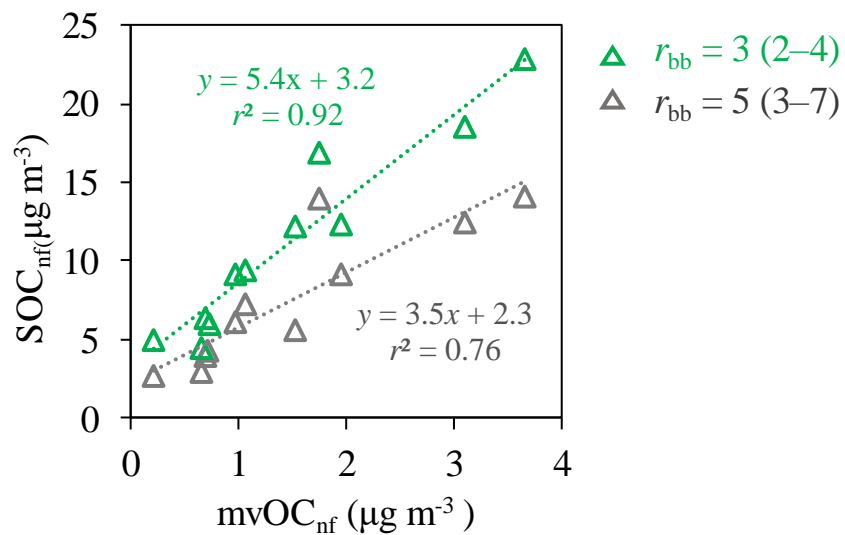 25
20
15
10
5
0
0 1 2 3 4
SOCnf(µg m-3)
mvOCnf (µg m-3)
y = 5.4x + 3.2
r² = 0.92
y = 3.5x + 2.3
r² = 0.76
rbb = 3 (2–4)
rbb = 5 (3–7)